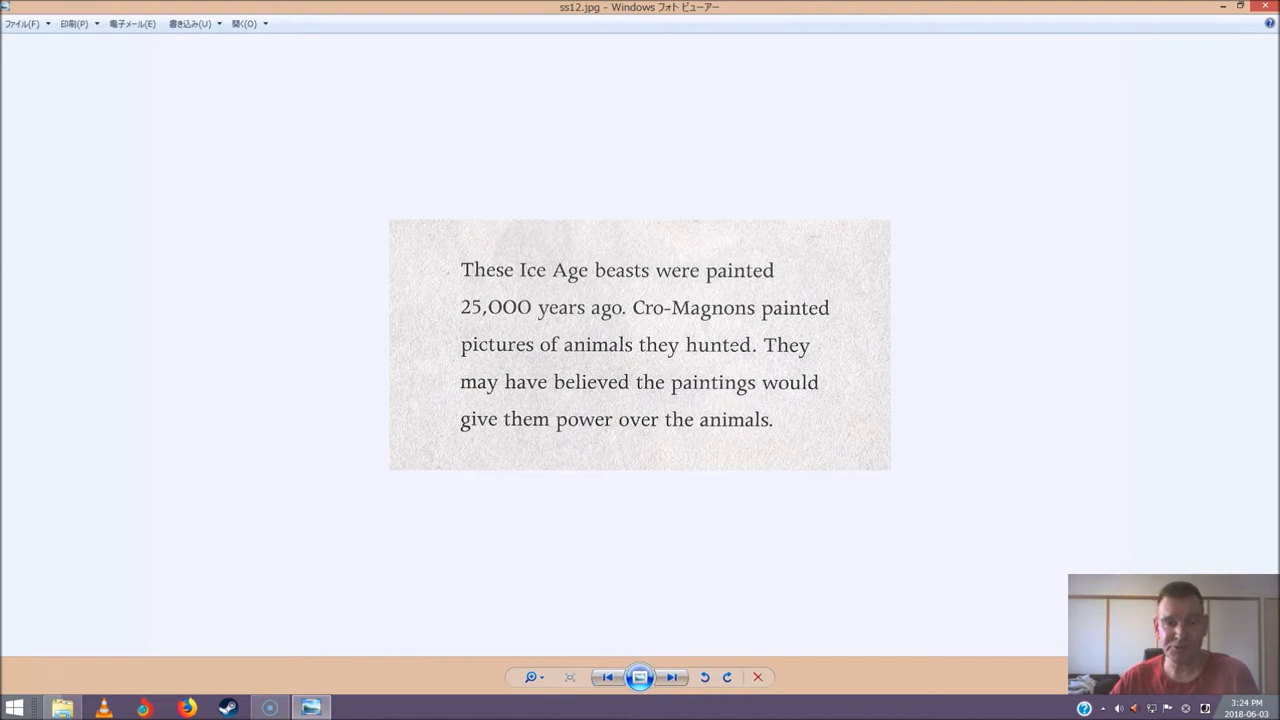 ss12.jpg - Windows フォト ビューアー
ファイル(F) 印刷(P) 電子メール(E) 書き込み(U) 開く(O)
These Ice Age beasts were painted
25,000 years ago. Cro-Magnons painted
pictures of animals they hunted. They
may have believed the paintings would
give them power over the animals.
3:24 PM
2018-06-03